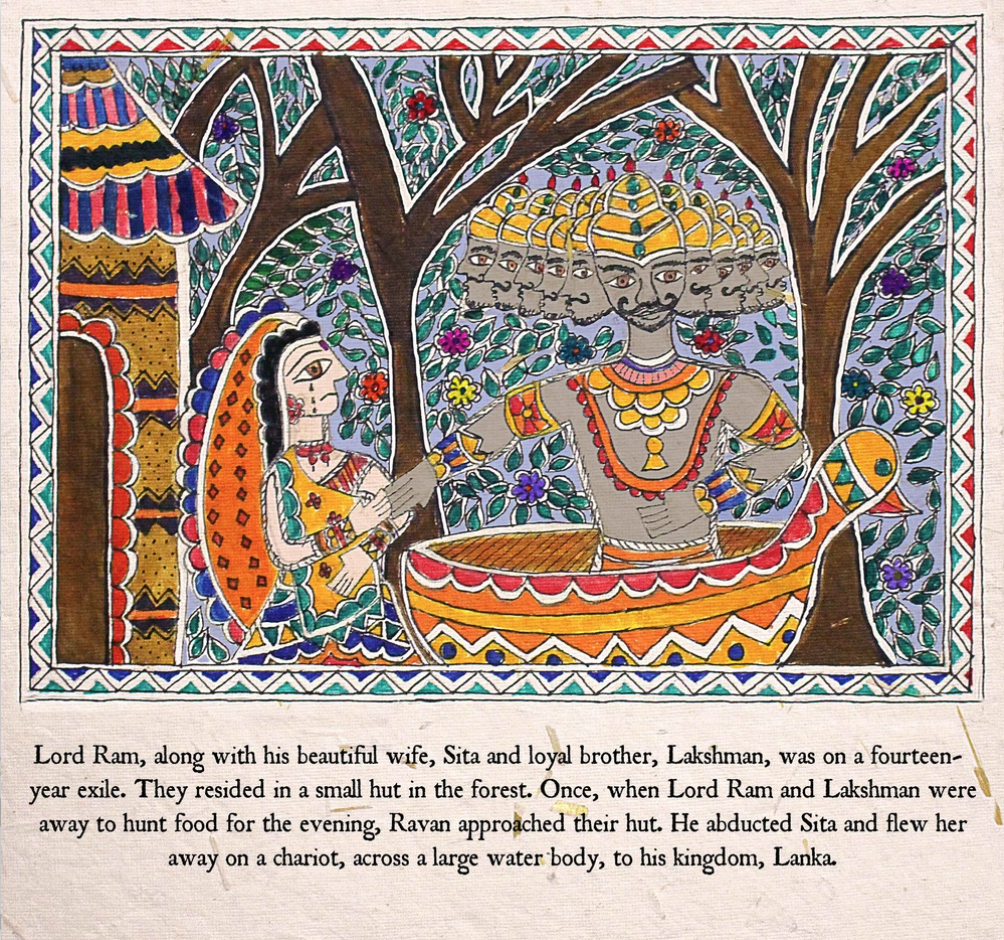 Lord Ram, along with his beautiful wife, Sita and loyal brother, Lakshman, was on a fourteen-
year exile. They resided in a small hut in the forest. Once, when Lord Ram and Lakshman were
away to hunt food for the evening, Ravan approached their hut. He abducted Sita and flew her
away on a chariot, across a large water body, to his kingdom, Lanka.